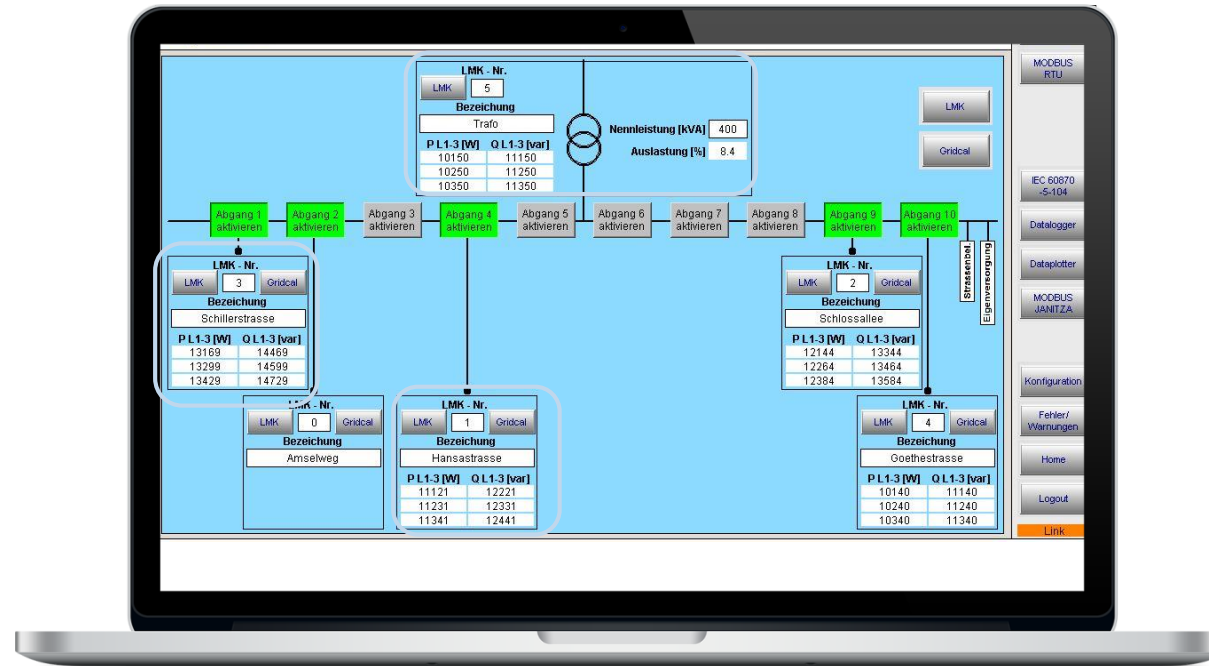 LMK - Nr.
LMK 5
Bezeichung
Trafo
P L1-3 [W] Q L1-3 [var]
10150 11150
10250 11250
10350 11350
Nennleistung [kVA] 400
Auslastung [%] 8.4
LMK
Gridcal
Abgang 1
aktivieren
Abgang 2
aktivieren
Abgang 3
aktivieren
Abgang 4
aktivieren
Abgang 5
aktivieren
Abgang 6
aktivieren
Abgang 7
aktivieren
Abgang 8
aktivieren
Abgang 9
aktivieren
Abgang 10
aktivieren
Strassenbel.
Eigenversorgung
LMK - Nr.
LMK 3 Gridcal
Bezeichung
Schillerstrasse
P L1-3 [W] Q L1-3 [var]
13169 14469
13299 14599
13429 14729
LMK - Nr.
LMK 2 Gridcal
Bezeichung
Schlossallee
P L1-3 [W] Q L1-3 [var]
12144 13344
12264 13464
12384 13584
LMK - Nr.
LMK 0 Gridcal
Bezeichung
Amselweg
LMK - Nr.
LMK 1 Gridcal
Bezeichung
Hansastrasse
P L1-3 [W] Q L1-3 [var]
11121 12221
11231 12331
11341 12441
LMK - Nr.
LMK 4 Gridcal
Bezeichung
Goethestrasse
P L1-3 [W] Q L1-3 [var]
10140 11140
10240 11240
10340 11340
MODBUS
RTU
IEC 60870
-5-104
Datalogger
Dataplotter
MODBUS
JANITZA
Konfiguration
Fehler/
Warnungen
Home
Logout
Link